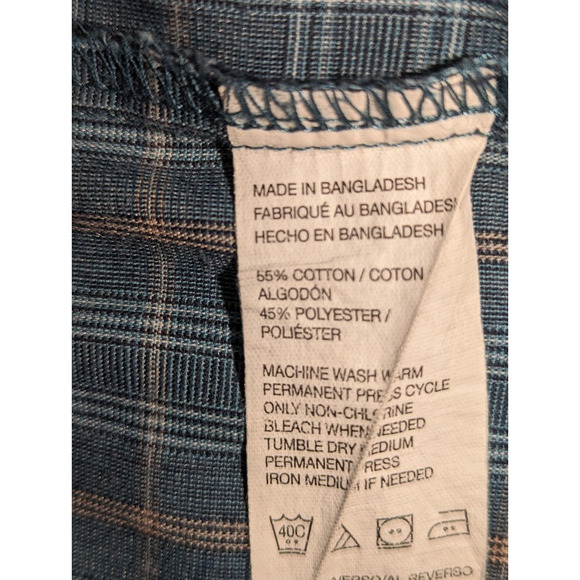 MADE IN BANGLADESH
FABRIQUÉ AU BANGLADESH
HECHO EN BANGLADESH
55% COTTON / COTON
ALGODÓN
45% POLYESTER /
POLIÉSTER
MACHINE WASH WARM
PERMANENT PRESS CYCLE
ONLY NON-CHLORINE
BLEACH WHEN NEEDED
TUMBLE DRY MEDIUM
PERMANENT PRESS
IRON MEDIUM IF NEEDED
40C
REVERSO